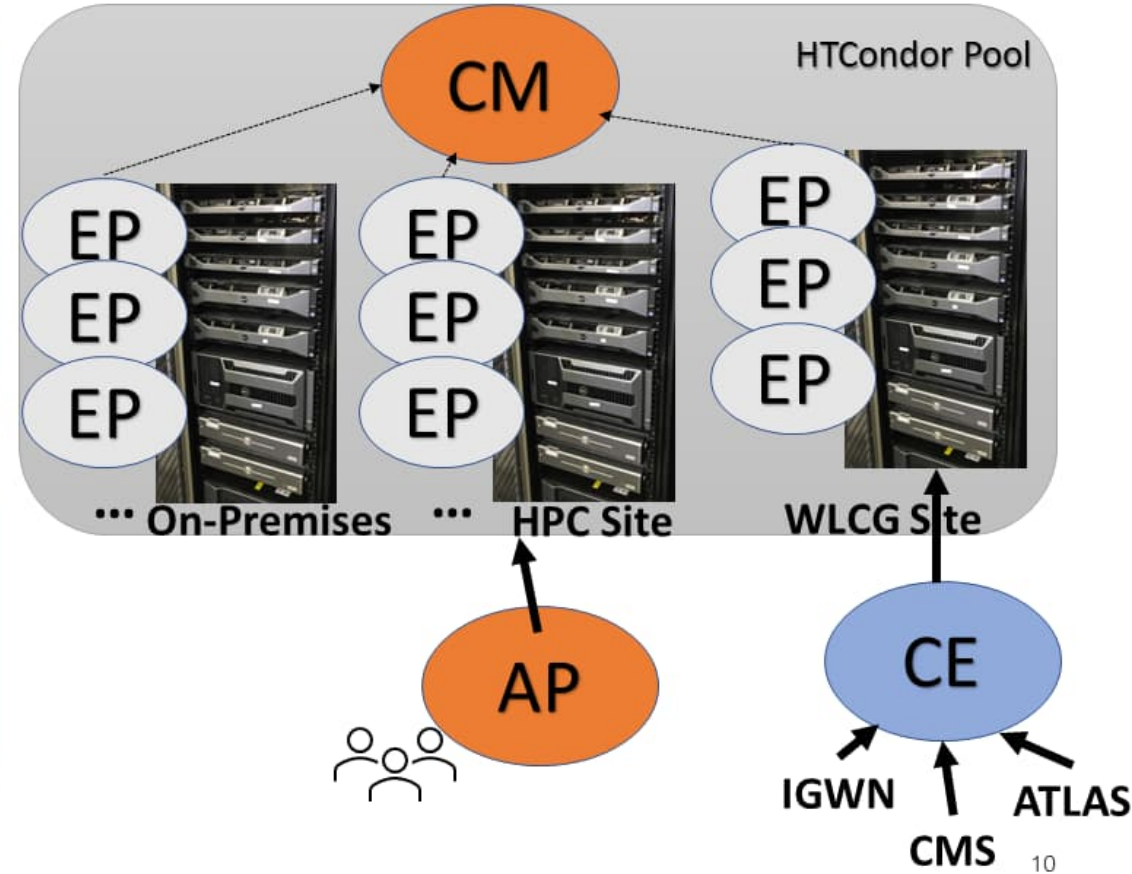 HTCondor Pool
CM
EP
EP
EP
EP
EP
EP
EP
EP
EP
... On-Premises
... HPC Site
WLCG Site
AP
CE
IGWN
CMS
ATLAS
10